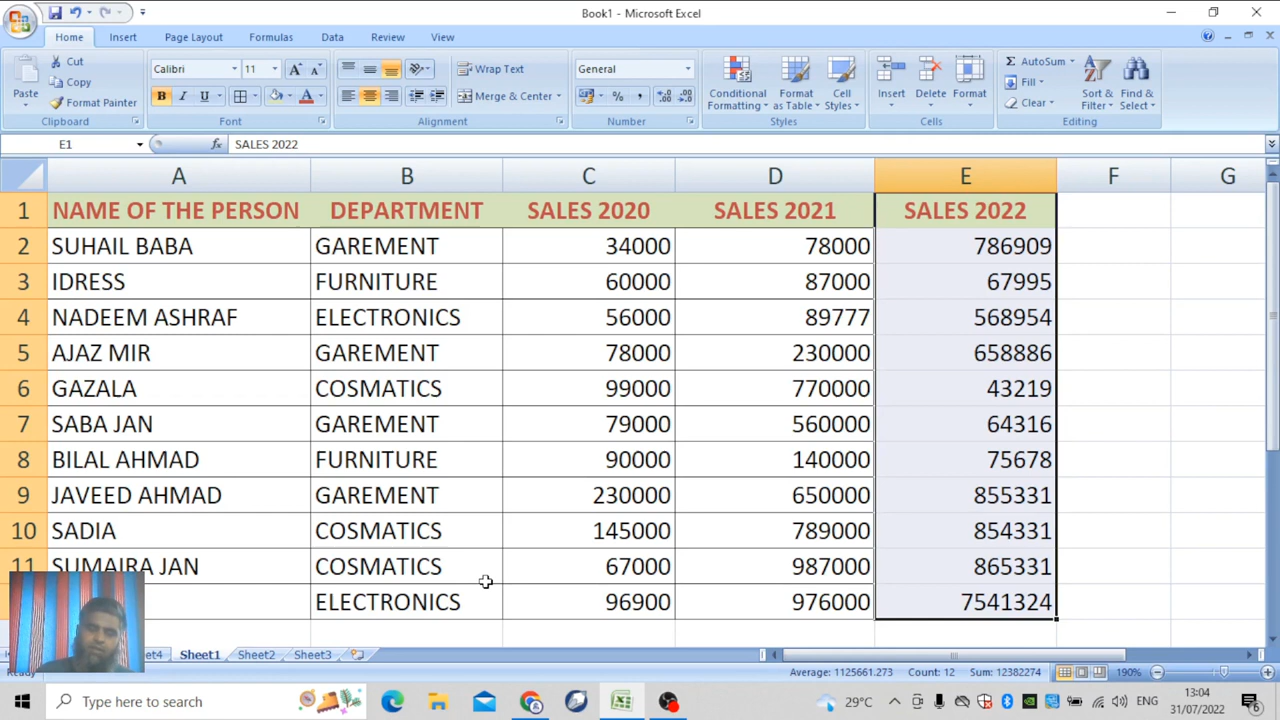 Book1 - Microsoft Excel
Home Insert Page Layout Formulas Data Review View
Paste
Cut
Copy
Format Painter
Calibri 11
B I U
A A A
Wrap Text
Merge & Center
General
% ,
Conditional Formatting
Format as Table
Cell Styles
Insert Delete Format
Σ AutoSum
Fill
Clear
Sort & Filter
Find & Select
Clipboard Font Alignment Number Styles Cells Editing
E1 fx SALES 2022
A B C D E F G
1 NAME OF THE PERSON DEPARTMENT SALES 2020 SALES 2021 SALES 2022
2 SUHAIL BABA GAREMENT 34000 78000 786909
3 IDRESS FURNITURE 60000 87000 67995
4 NADEEM ASHRAF ELECTRONICS 56000 89777 568954
5 AJAZ MIR GAREMENT 78000 230000 658886
6 GAZALA COSMATICS 99000 770000 43219
7 SABA JAN GAREMENT 79000 560000 64316
8 BILAL AHMAD FURNITURE 90000 140000 75678
9 JAVEED AHMAD GAREMENT 230000 650000 855331
10 SADIA COSMATICS 145000 789000 854331
11 SUMAIRA JAN COSMATICS 67000 987000 865331
ELECTRONICS 96900 976000 7541324
Sheet1 Sheet2 Sheet3
Average: 1125661.273 Count: 12 Sum: 12382274 190%
Type here to search
29°C ENG 13:04
31/07/2022
6